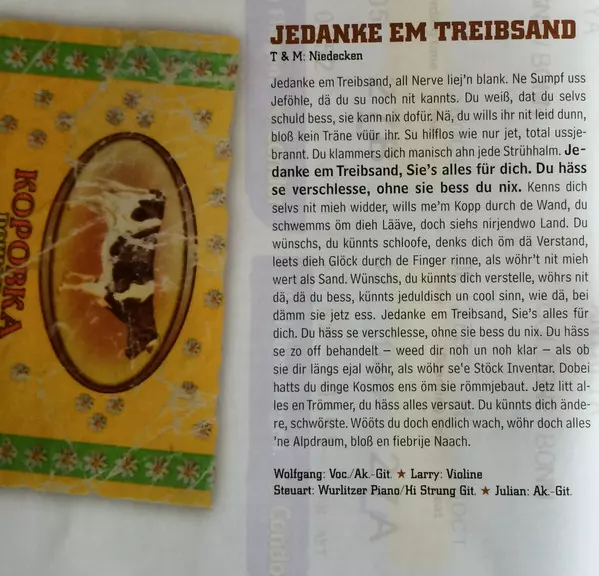 JEDANKE EM TREIBSAND
T & M: Niedecken
Jedanke em Treibsand, all Nerve liej'n blank. Ne Sumpf uss
Jeföhle, dä du su noch nit kannts. Du weiß, dat du selvs
schuld bess, sie kann nix dofür. Nä, du wills ihr nit leid dunn,
bloß kein Träne vüür ihr. Su hilflos wie nur jet, total ussje-
brannt. Du klammers dich manisch ahn jede Strühhalm. Je-
danke em Treibsand, Sie's alles für dich. Du häss
se verschlesse, ohne sie bess du nix. Kenns dich
selvs nit mieh widder, wills me'm Kopp durch de Wand, du
schwemms öm dieh Lääve, doch siehs nirjendwo Land. Du
wünschs, du künnts schloofe, denks dich öm dä Verstand,
leets dieh Glöck durch de Finger rinne, als wöhr't nit mieh
wert als Sand. Wünschs, du künnts dich verstelle, wöhrs nit
dä, dä du bess, künnts jeduldisch un cool sinn, wie dä, bei
dämm sie jetz ess. Jedanke em Treibsand, Sie's alles für
dich. Du häss se verschlesse, ohne sie bess du nix. Du häss
se zo off behandelt – weed dir noh un noh klar – als ob
sie dir längs ejal wöhr, als wöhr se'e Stöck Inventar. Dobei
hatts du dinge Kosmos ens öm sie römmjebaut. Jetz litt al-
les en Trömmer, du häss alles versaut. Du künnts dich ände-
re, schwörste. Wööts du doch endlich wach, wöhr doch alles
'ne Alpdraum, bloß en fiebrije Naach.
Wolfgang: Voc./Ak.-Git. ★ Larry: Violine
Steuart: Wurlitzer Piano/Hi Strung Git. ★ Julian: Ak.-Git.
КОРОВКА